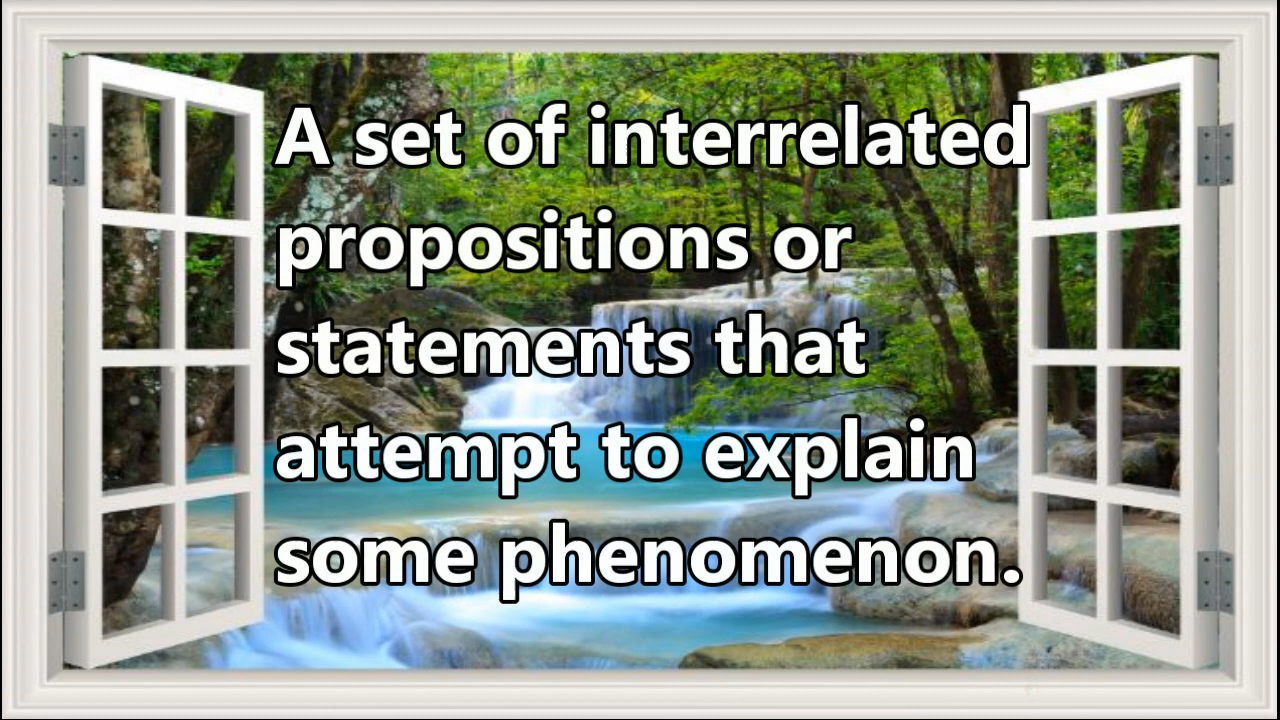 A set of interrelated
propositions or
statements that
attempt to explain
some phenomenon.